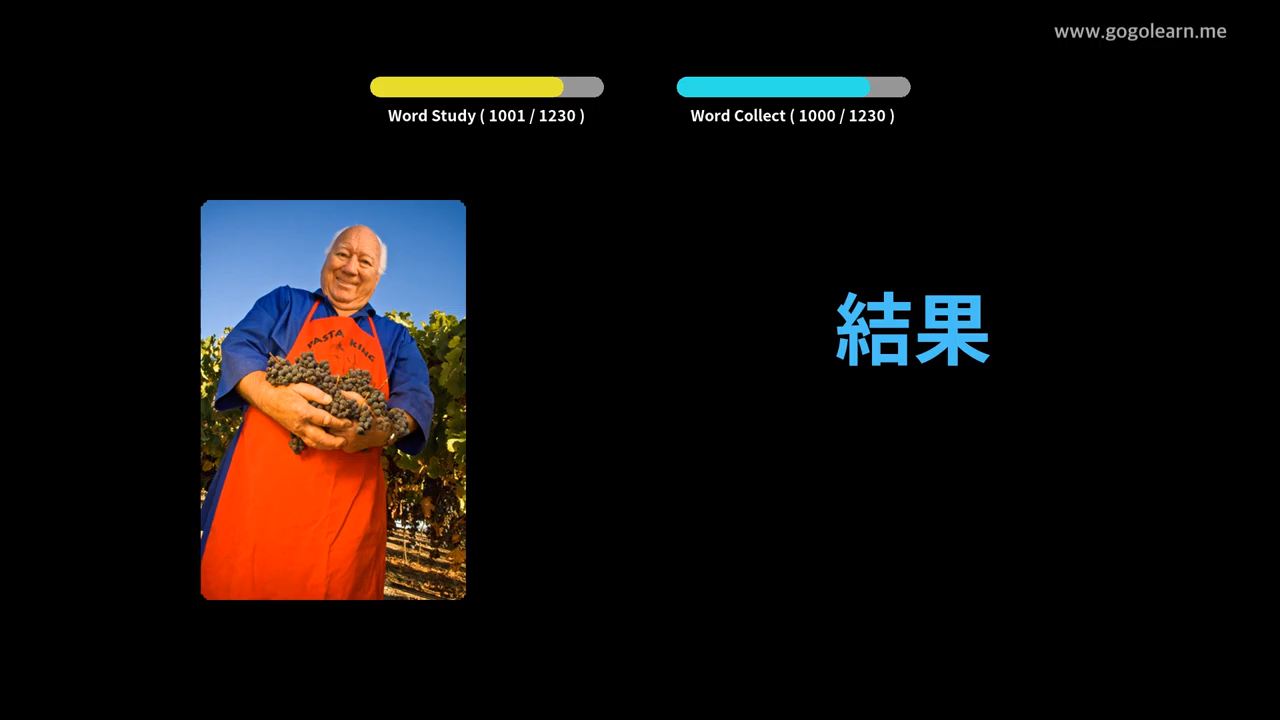 www.gogolearn.me
Word Study ( 1001 / 1230 )
Word Collect ( 1000 / 1230 )
PASTA KING
結果